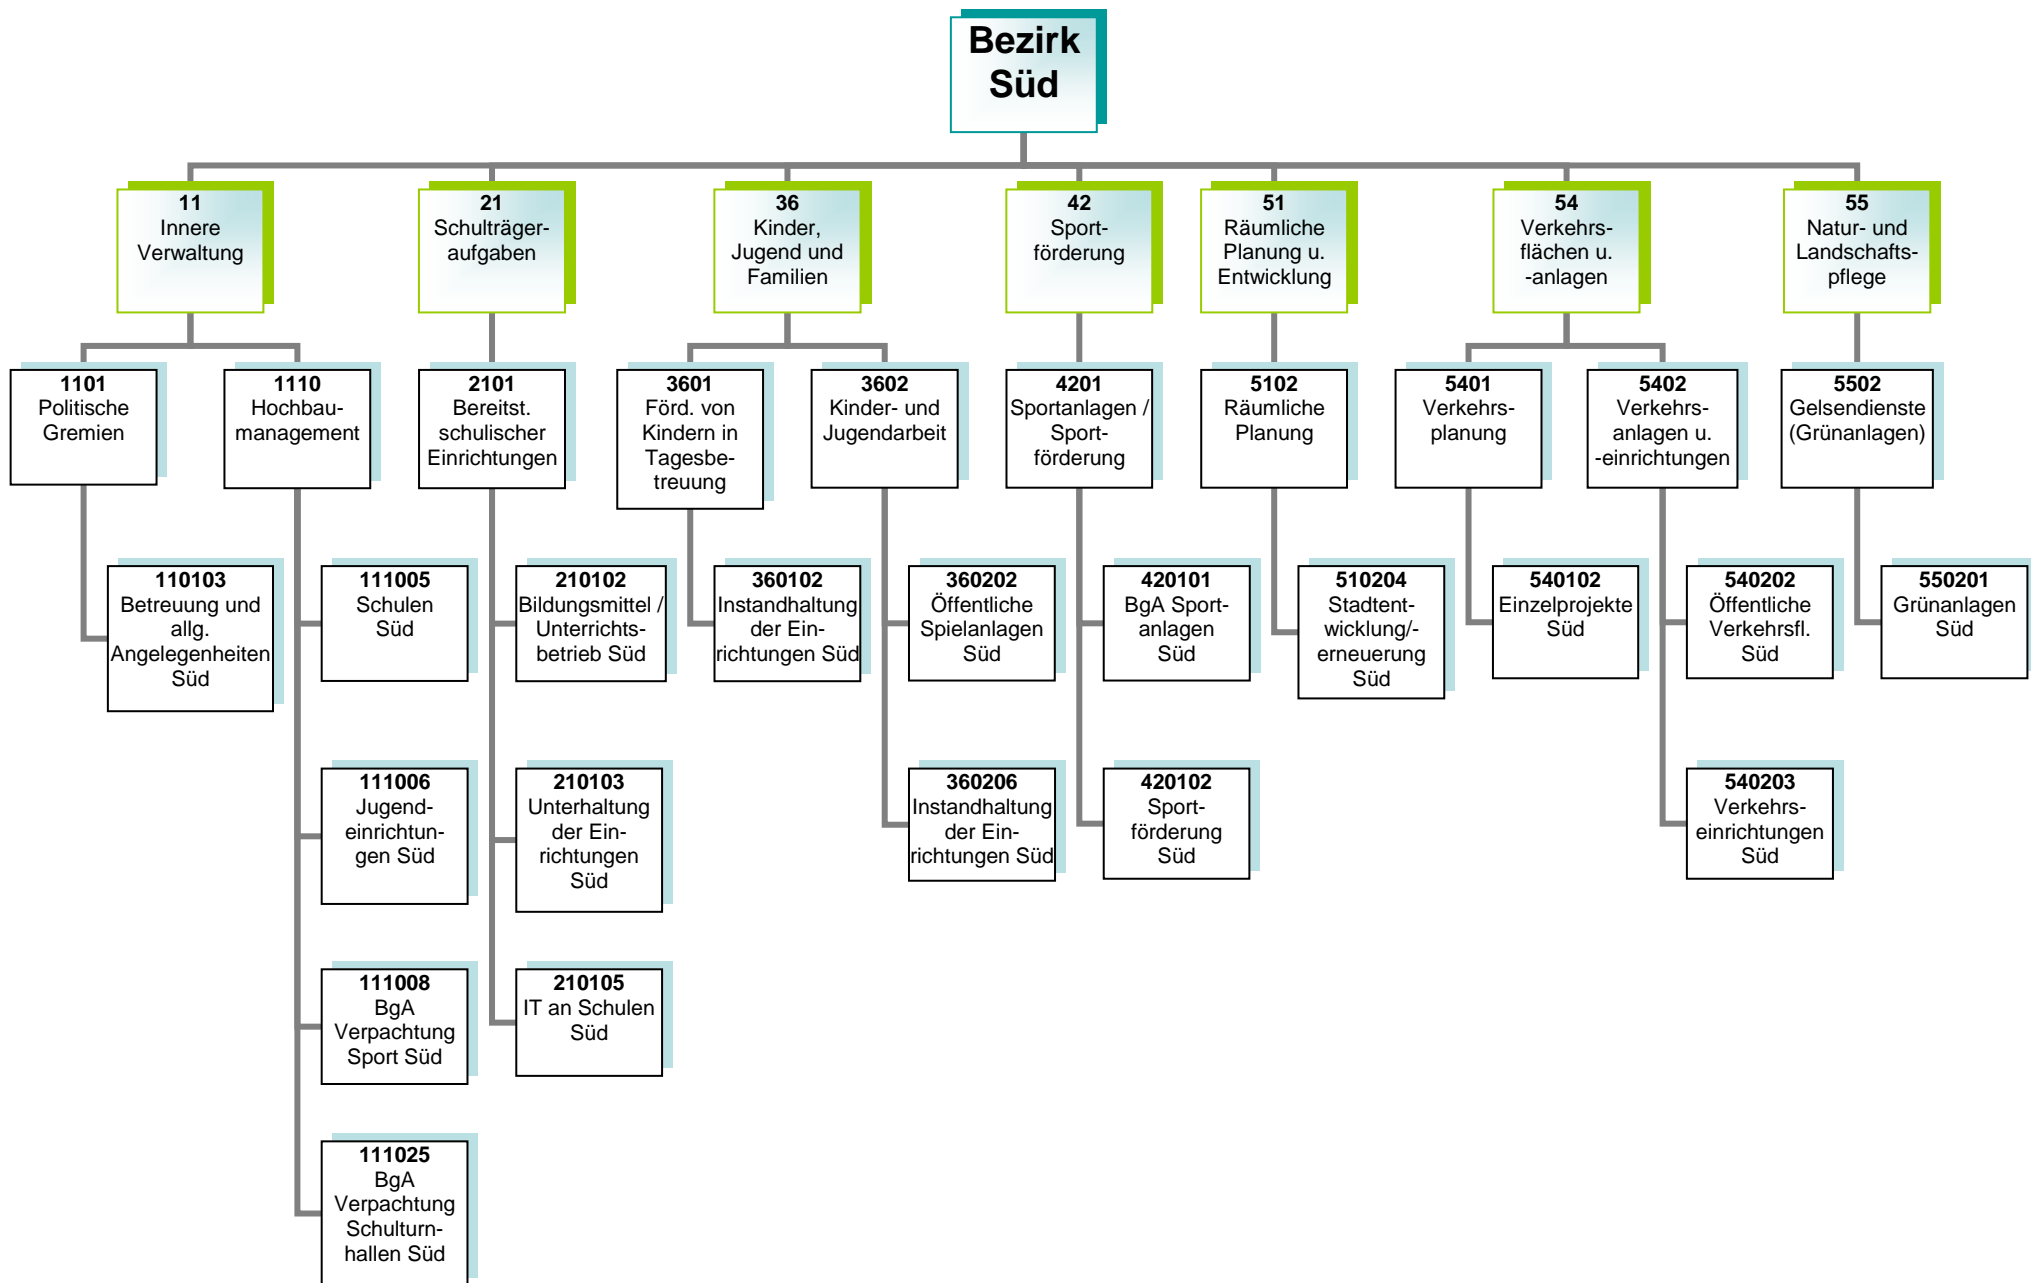 Bezirk
Süd
11
Innere
Verwaltung
21
Schulträger-
aufgaben
36
Kinder,
Jugend und
Familien
42
Sport-
förderung
51
Räumliche
Planung u.
Entwicklung
54
Verkehrs-
flächen u.
-anlagen
55
Natur- und
Landschafts-
pflege
1101
Politische
Gremien
1110
Hochbau-
management
2101
Bereitst.
schulischer
Einrichtungen
3601
Förd. von
Kindern in
Tagesbe-
treuung
3602
Kinder- und
Jugendarbeit
4201
Sportanlagen /
Sport-
förderung
5102
Räumliche
Planung
5401
Verkehrs-
planung
5402
Verkehrs-
anlagen u.
-einrichtungen
5502
Gelsendienste
(Grünanlagen)
110103
Betreuung und
allg.
Angelegenheiten
Süd
111005
Schulen
Süd
210102
Bildungsmittel /
Unterrichts-
betrieb Süd
360102
Instandhaltung
der Ein-
richtungen Süd
360202
Öffentliche
Spielanlagen
Süd
420101
BgA Sport-
anlagen
Süd
510204
Stadtent-
wicklung/-
erneuerung
Süd
540102
Einzelprojekte
Süd
540202
Öffentliche
Verkehrsfl.
Süd
550201
Grünanlagen
Süd
111006
Jugend-
einrichtun-
gen Süd
210103
Unterhaltung
der Ein-
richtungen
Süd
360206
Instandhaltung
der Ein-
richtungen Süd
420102
Sport-
förderung
Süd
540203
Verkehrs-
einrichtungen
Süd
111008
BgA
Verpachtung
Sport Süd
210105
IT an Schulen
Süd
111025
BgA
Verpachtung
Schulturn-
hallen Süd